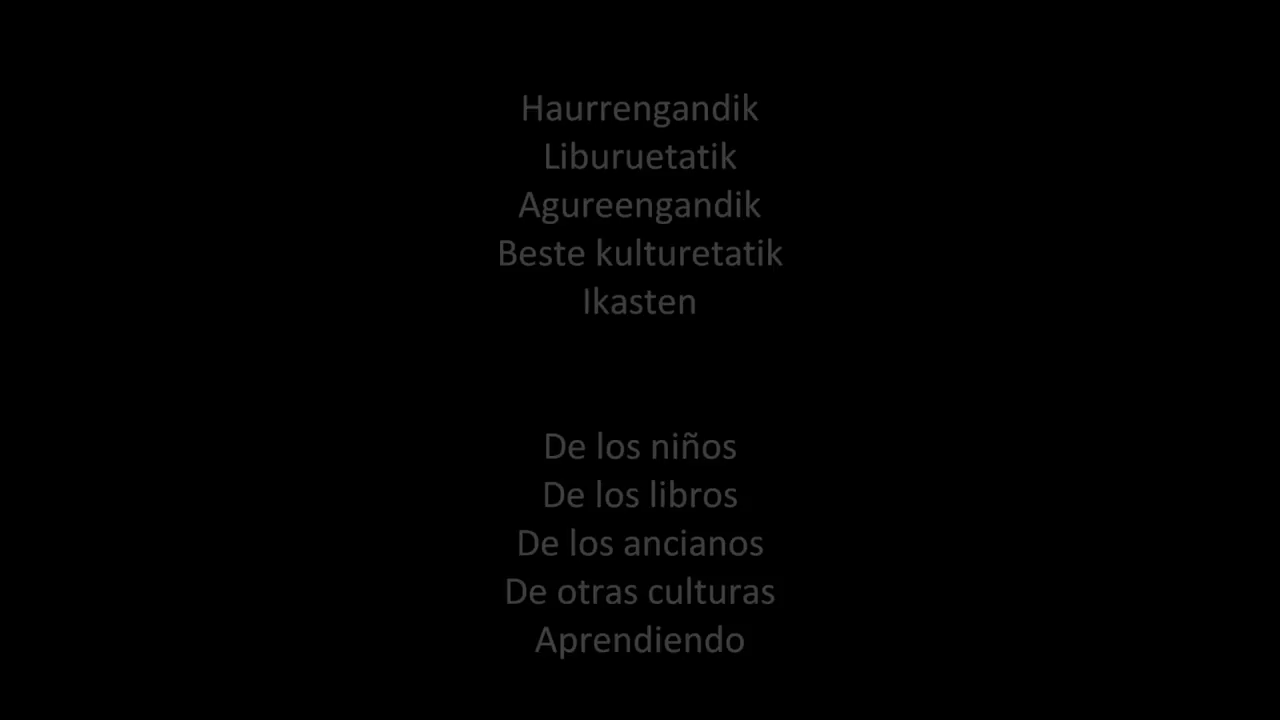 Haurrengandik
Liburuetatik
Agureengandik
Beste kulturetatik
Ikasten
De los niños
De los libros
De los ancianos
De otras culturas
Aprendiendo